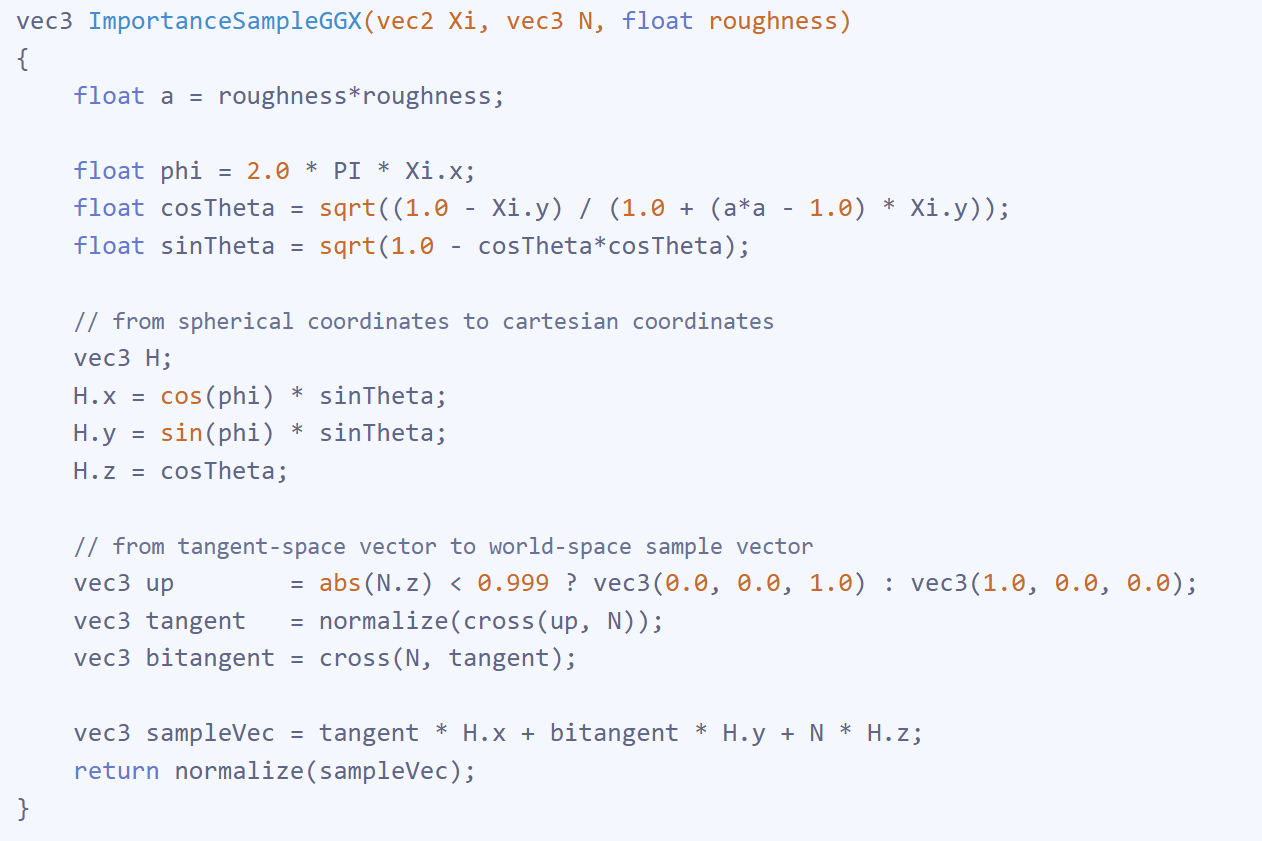 vec3 ImportanceSampleGGX(vec2 Xi, vec3 N, float roughness)
{
    float a = roughness*roughness;

    float phi = 2.0 * PI * Xi.x;
    float cosTheta = sqrt((1.0 - Xi.y) / (1.0 + (a*a - 1.0) * Xi.y));
    float sinTheta = sqrt(1.0 - cosTheta*cosTheta);

    // from spherical coordinates to cartesian coordinates
    vec3 H;
    H.x = cos(phi) * sinTheta;
    H.y = sin(phi) * sinTheta;
    H.z = cosTheta;

    // from tangent-space vector to world-space sample vector
    vec3 up        = abs(N.z) < 0.999 ? vec3(0.0, 0.0, 1.0) : vec3(1.0, 0.0, 0.0);
    vec3 tangent   = normalize(cross(up, N));
    vec3 bitangent = cross(N, tangent);

    vec3 sampleVec = tangent * H.x + bitangent * H.y + N * H.z;
    return normalize(sampleVec);
}